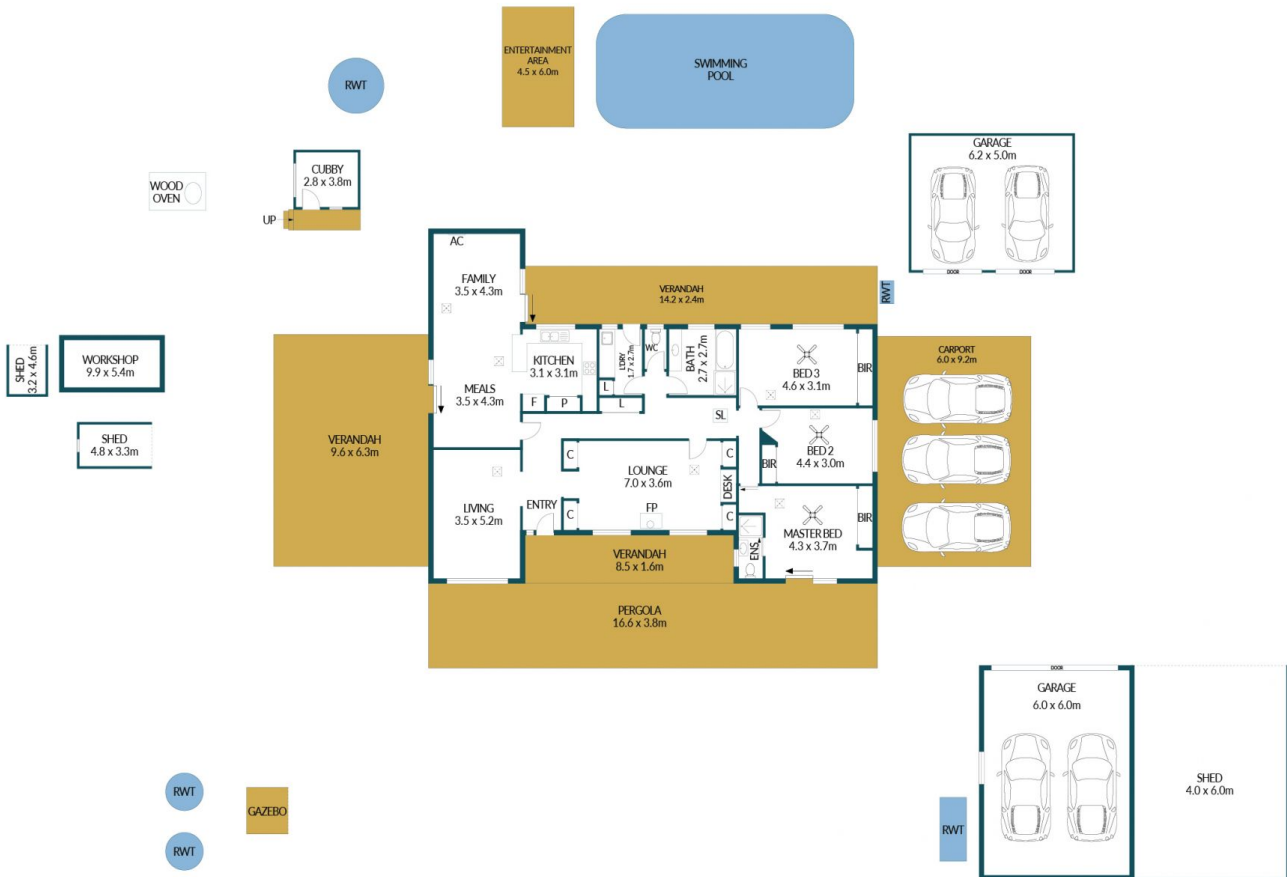 ENTERTAINMENT
AREA
4.5 x 6.0m
SWIMMING
POOL
RWT
GARAGE
6.2 x 5.0m
DOOR
DOOR
CUBBY
2.8 x 3.8m
WOOD
OVEN
UP
AC
FAMILY
3.5 x 4.3m
VERANDAH
14.2 x 2.4m
RWT
SHED
3.2 x 4.6m
WORKSHOP
9.9 x 5.4m
SHED
4.8 x 3.3m
VERANDAH
9.6 x 6.3m
MEALS
3.5 x 4.3m
KITCHEN
3.1 x 3.1m
F
P
L'DRY
1.7 x 2.7m
L
L
WC
BATH
2.7 x 2.7m
BED 3
4.6 x 3.1m
BIR
CARPORT
6.0 x 9.2m
SL
BED 2
4.4 x 3.0m
BIR
LIVING
3.5 x 5.2m
ENTRY
C
C
LOUNGE
7.0 x 3.6m
FP
C
DESK
C
MASTER BED
4.3 x 3.7m
BIR
ENS
VERANDAH
8.5 x 1.6m
PERGOLA
16.6 x 3.8m
DOOR
GARAGE
6.0 x 6.0m
SHED
4.0 x 6.0m
RWT
RWT
GAZEBO
RWT